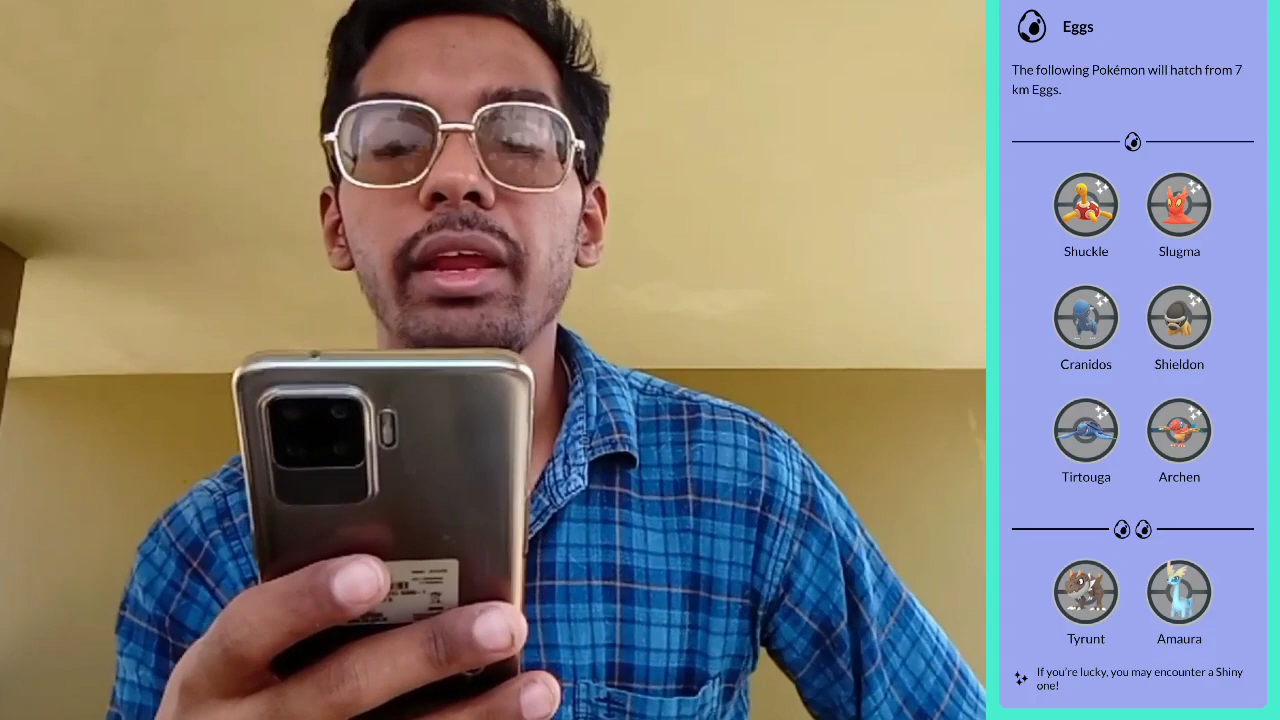 Eggs
The following Pokémon will hatch from 7
km Eggs.
Shuckle
Slugma
Cranidos
Shieldon
Tirtouga
Archen
Tyrunt
Amaura
If you're lucky, you may encounter a Shiny
one!